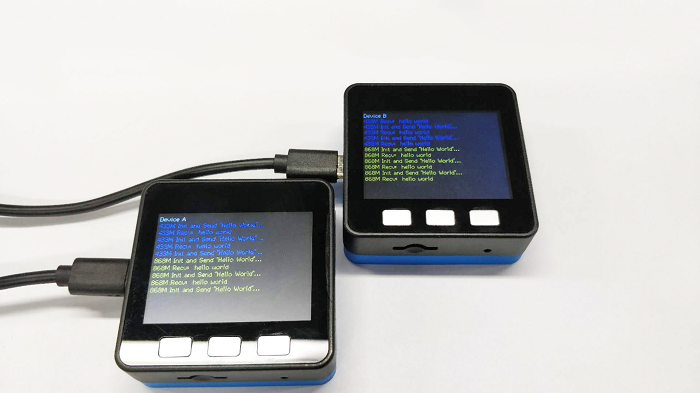 Device A
433M Init and Send "Hello World"...
433M Recv: hello world
433M Init and Send "Hello World"...
433M Recv: hello world
433M Init and Send "Hello World"...
868M Init and Send "Hello World"...
868M Recv: hello world
868M Init and Send "Hello World"...
868M Recv: hello world
868M Init and Send "Hello World"...
Device B
433M Recv: hello world
433M Init and Send "Hello World"...
433M Recv: hello world
433M Init and Send "Hello World"...
433M Recv: hello world
868M Init and Send "Hello World"...
868M Recv: hello world
868M Init and Send "Hello World"...
868M Recv: hello world
868M Init and Send "Hello World"...
868M Recv: hello world